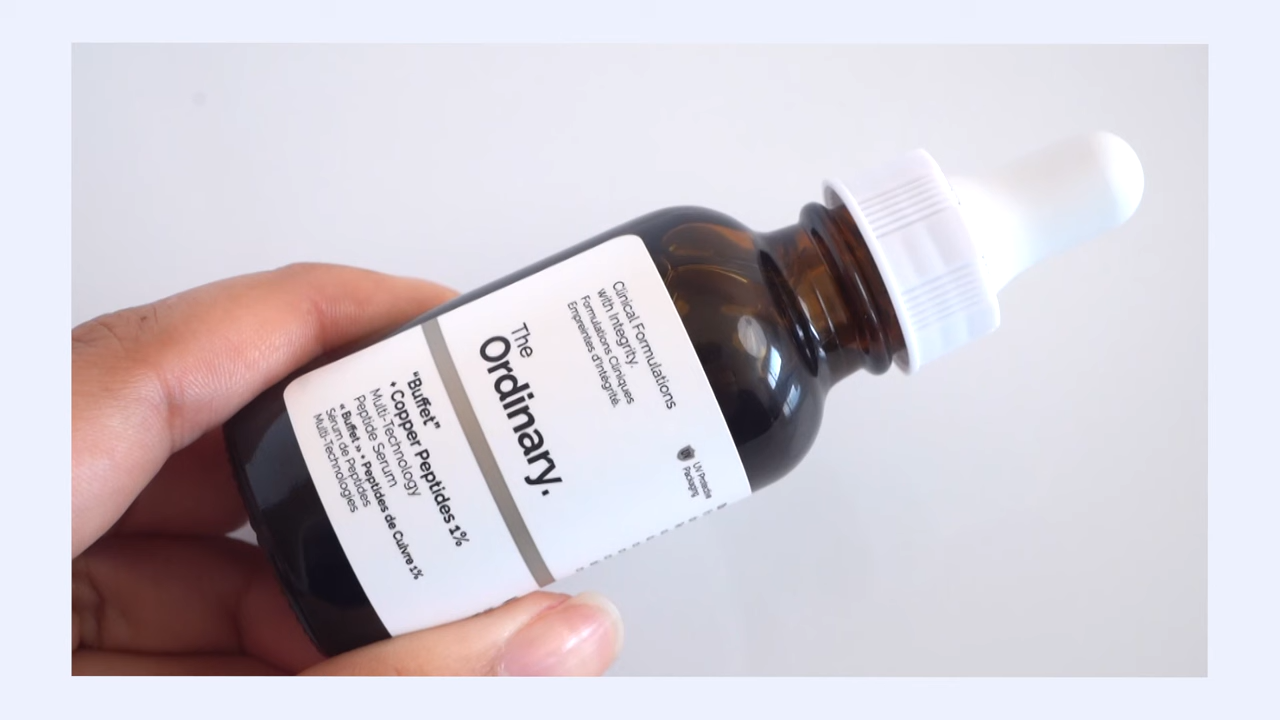 Clinical Formulations
with Integrity.
Formulations Cliniques
Empreintes d'Intégrité.
UV Protective
Packaging
The
Ordinary.
"Buffet"
+ Copper Peptides 1%
Multi-Technology
Peptide Serum
« Buffet » + Peptides de Cuivre 1%
Sérum de Peptides
Multi-Technologies